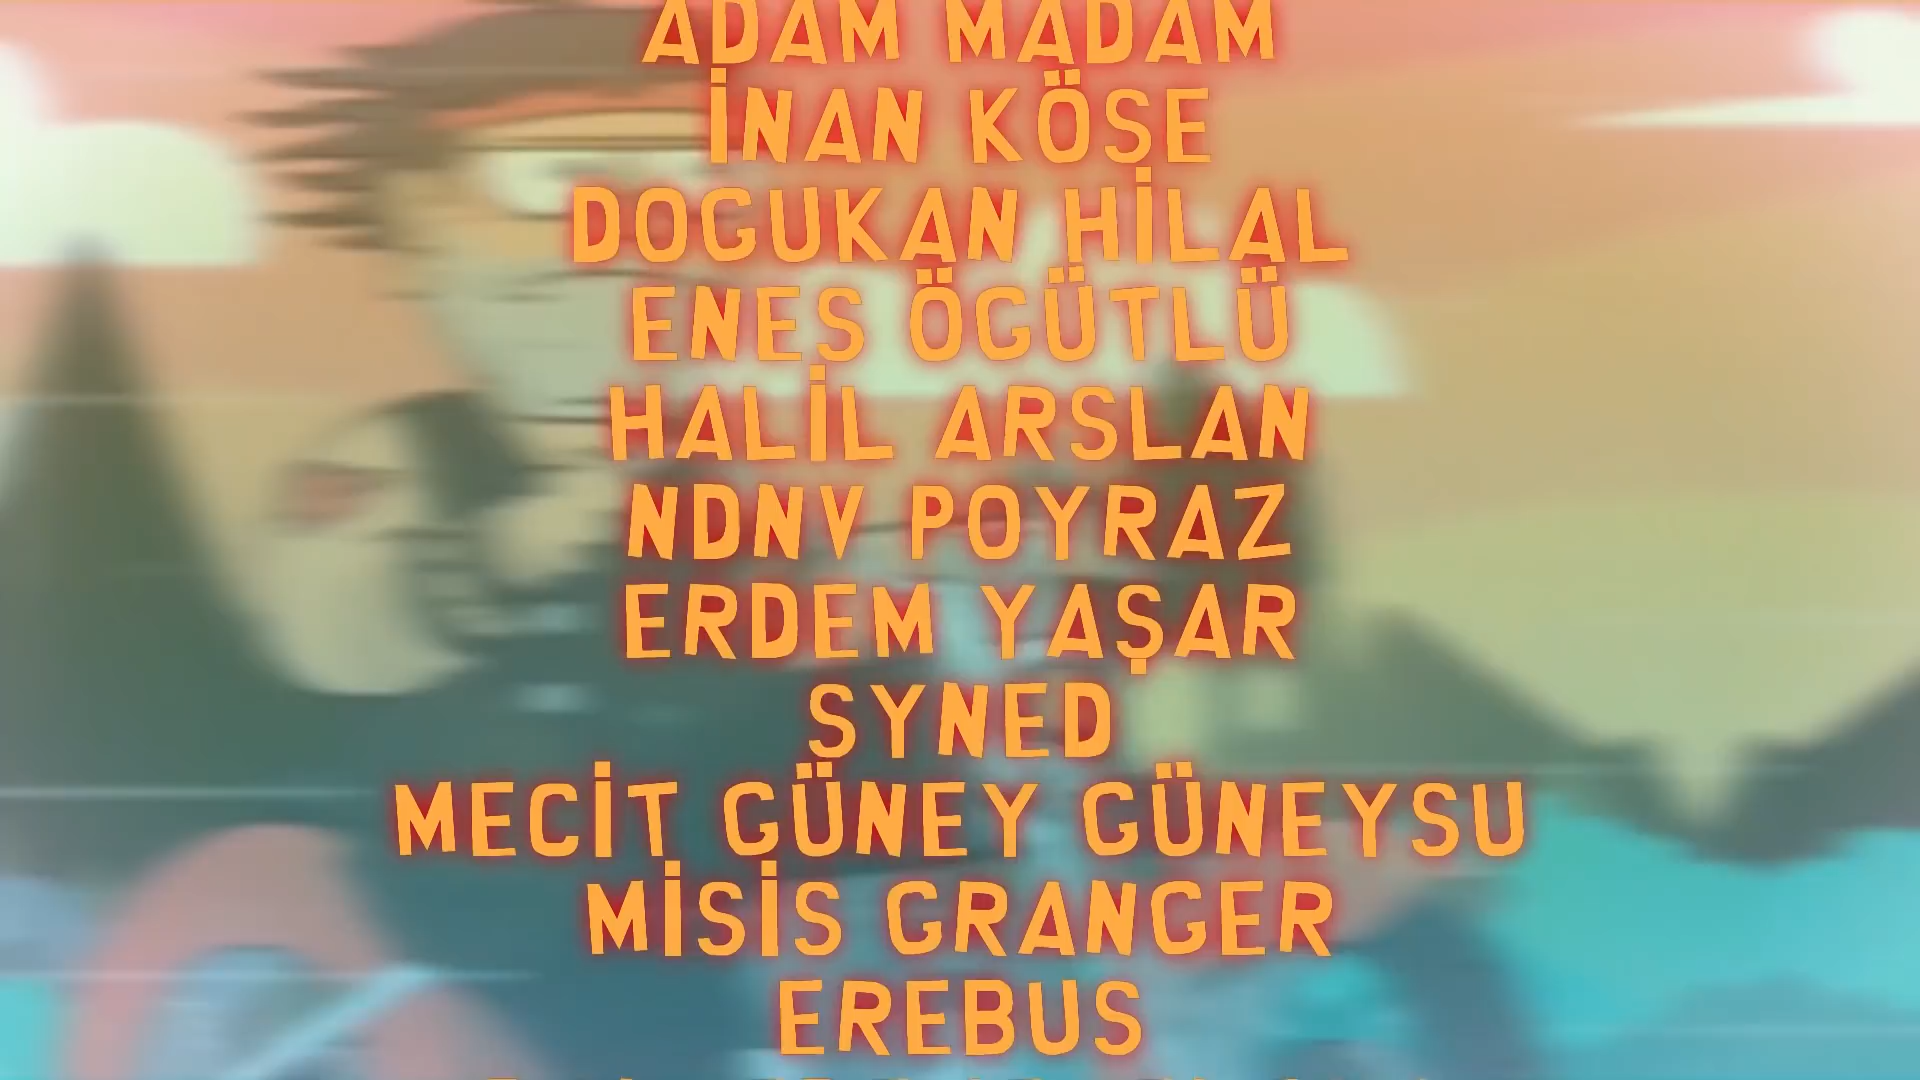 ADAM MADAM
İNAN KÖSE
DOGUKAN HİLAL
ENES ÖGÜTLÜ
HALİL ARSLAN
NDNV POYRAZ
ERDEM YAŞAR
SYNED
MECİT GÜNEY GÜNEYSU
MİSİS GRANGER
EREBUS